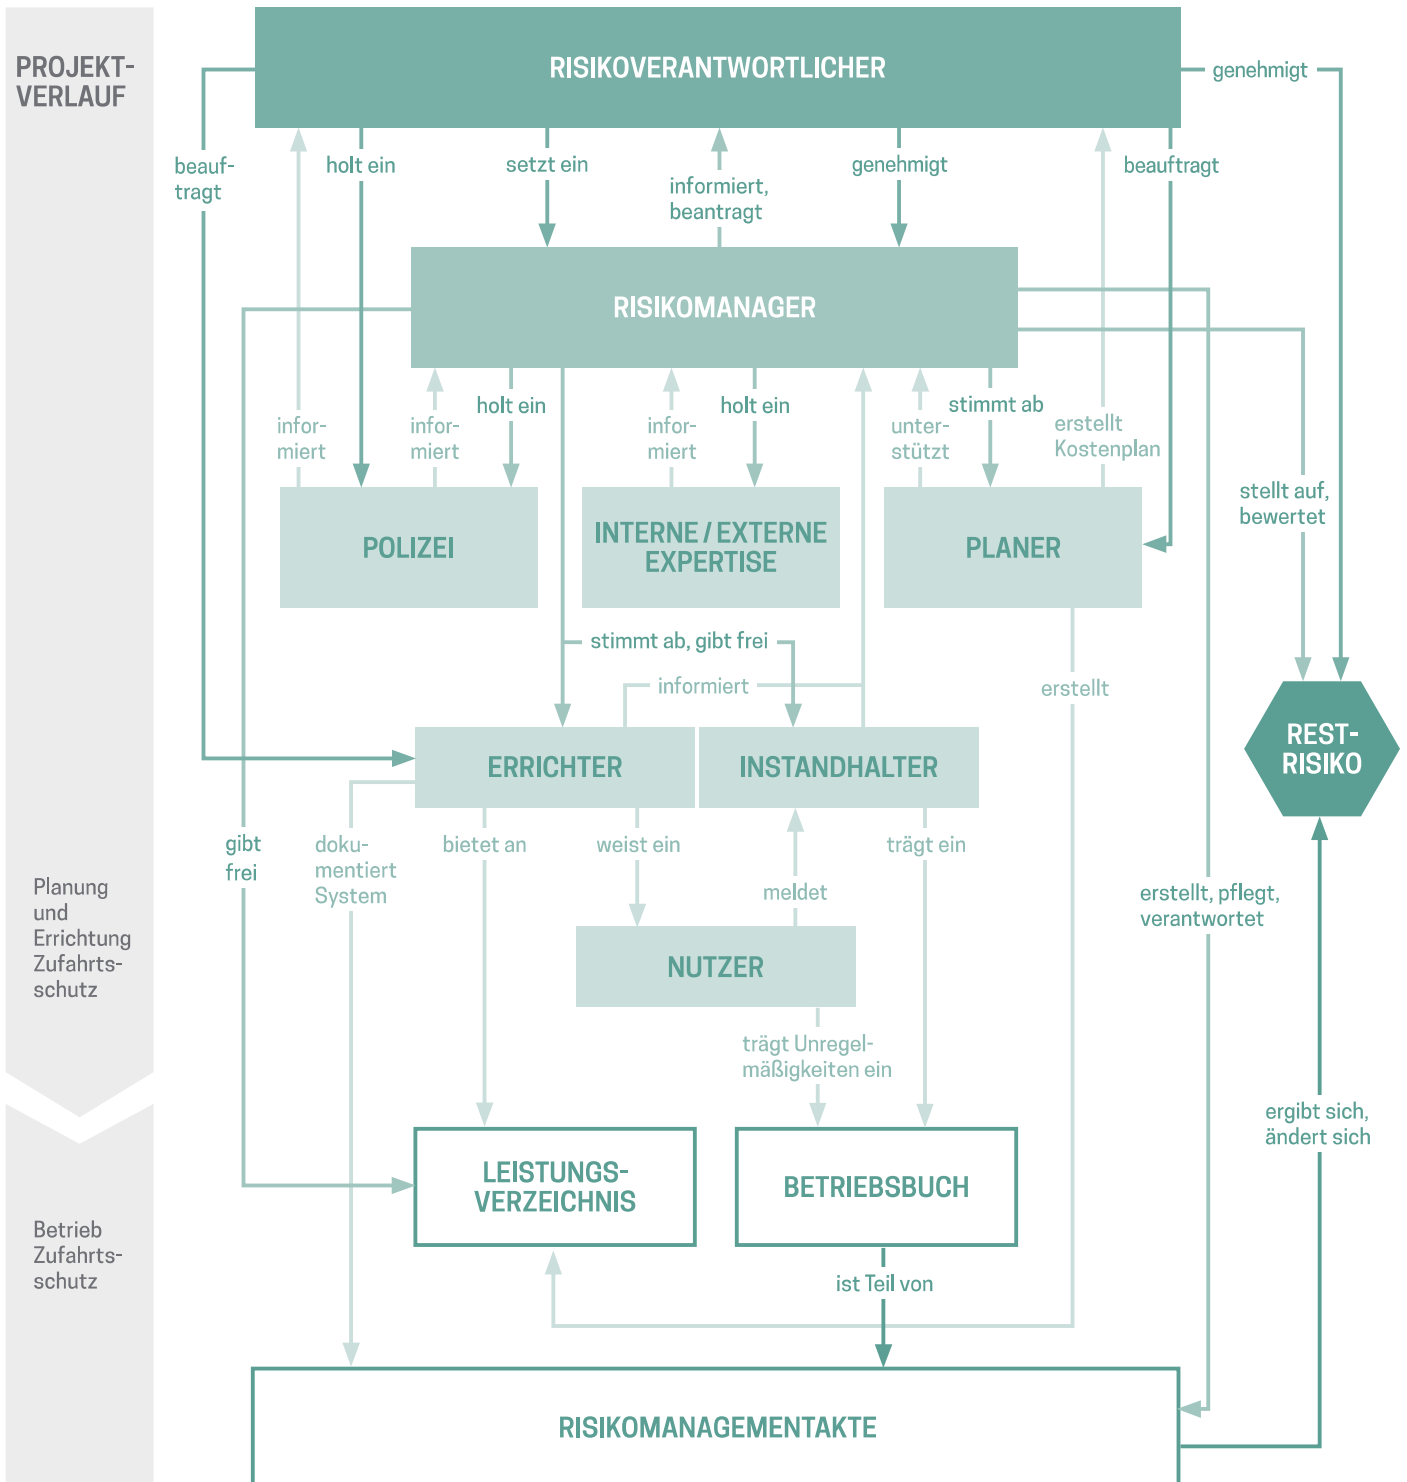 PROJEKT-
VERLAUF
RISIKOVERANTWORTLICHER
genehmigt
beauf-
tragt
holt ein
setzt ein
informiert,
beantragt
genehmigt
beauftragt
RISIKOMANAGER
infor-
miert
infor-
miert
holt ein
infor-
miert
holt ein
unter-
stützt
stimmt ab
erstellt
Kostenplan
stellt auf,
bewertet
POLIZEI
INTERNE / EXTERNE
EXPERTISE
PLANER
stimmt ab, gibt frei
informiert
erstellt
REST-
RISIKO
ERRICHTER
INSTANDHALTER
gibt
frei
doku-
mentiert
System
bietet an
weist ein
meldet
trägt ein
erstellt, pflegt,
verantwortet
Planung
und
Errichtung
Zufahrts-
schutz
NUTZER
trägt Unregel-
mäßigkeiten ein
ergibt sich,
ändert sich
LEISTUNGS-
VERZEICHNIS
BETRIEBSBUCH
Betrieb
Zufahrts-
schutz
ist Teil von
RISIKOMANAGEMENTAKTE